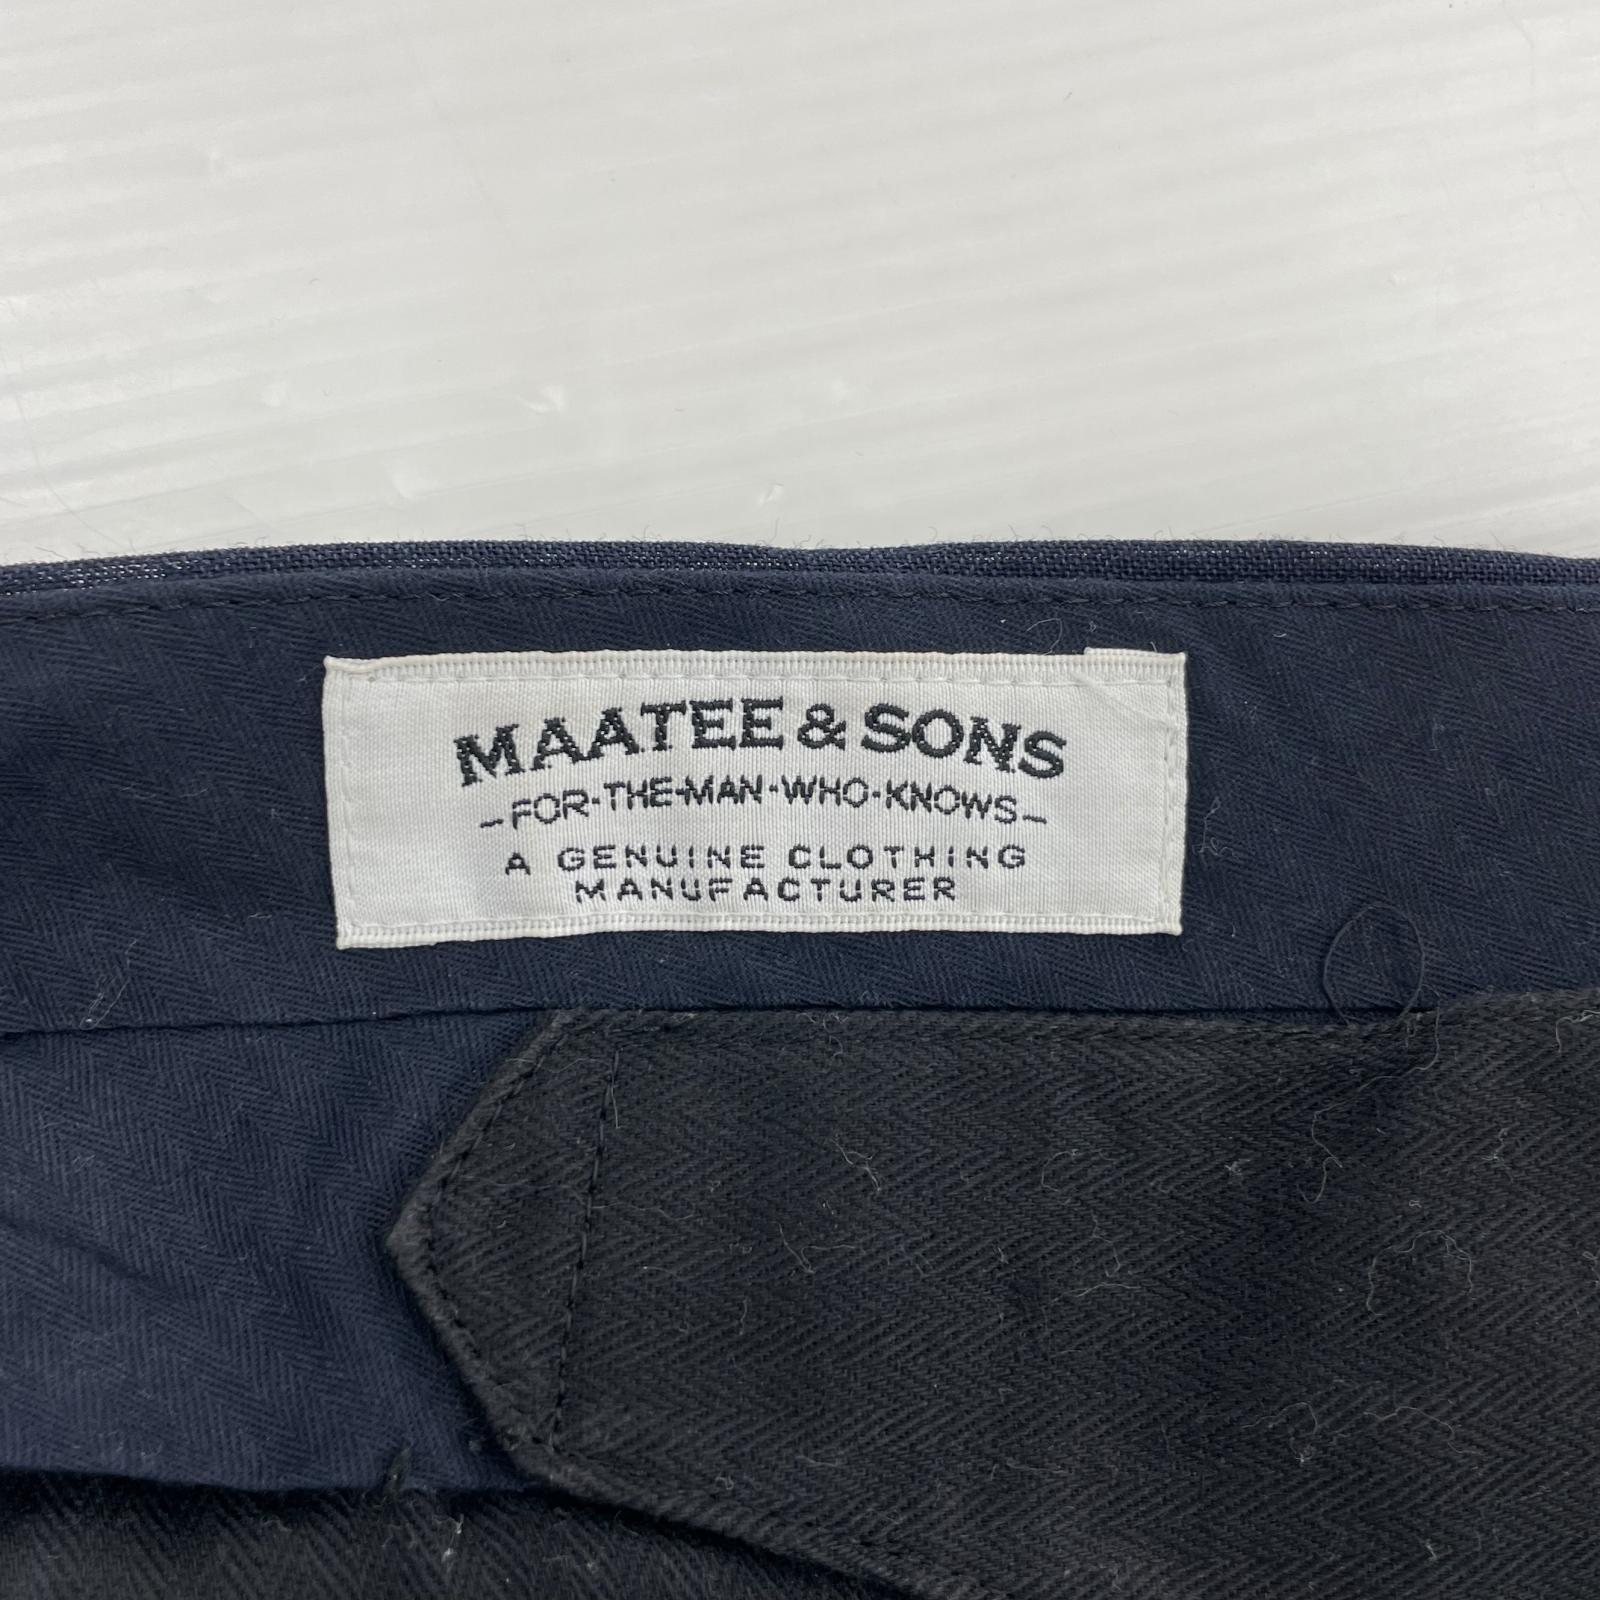 MAATEE & SONS
-FOR-THE-MAN-WHO-KNOWS-
A GENUINE CLOTHING
MANUFACTURER